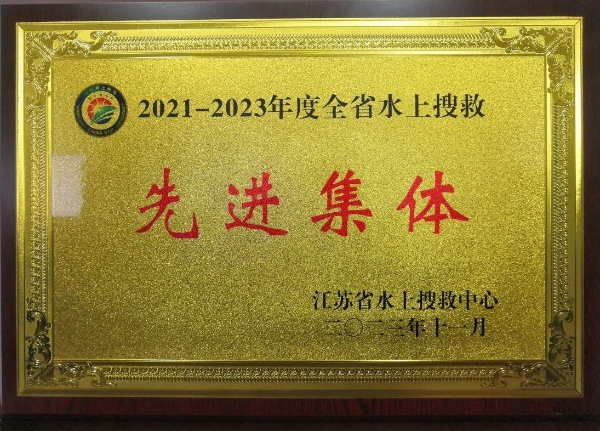 2021-2023年度全省水上搜救
先进集体
江苏省水上搜救中心
二〇二三年十一月